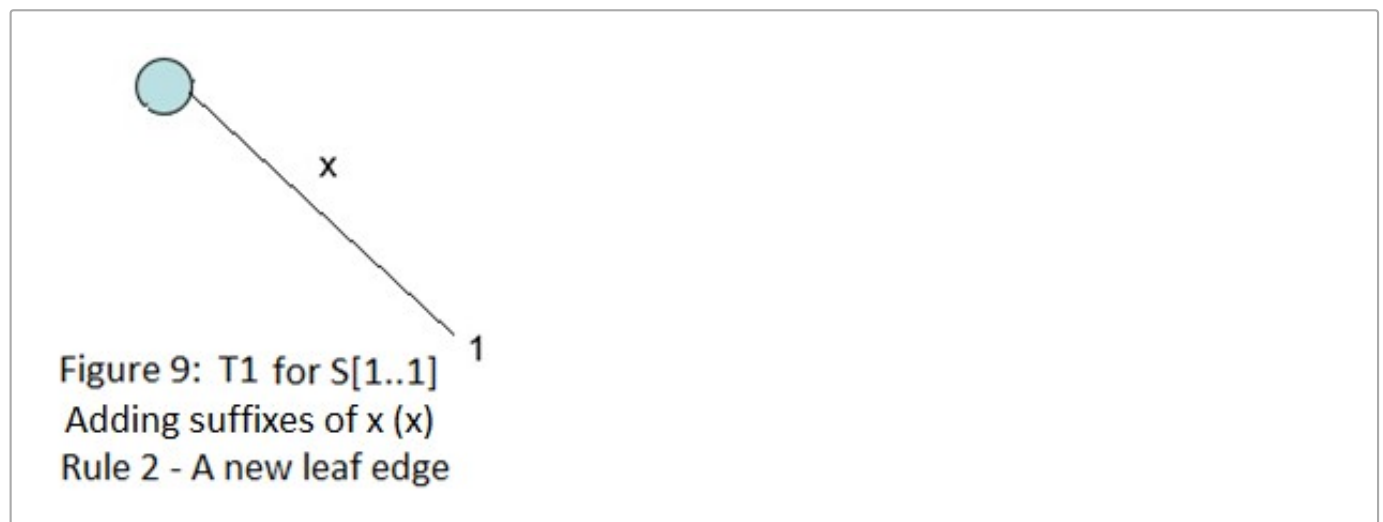 x
1
Figure 9: T1 for S[1..1]
Adding suffixes of x (x)
Rule 2 - A new leaf edge